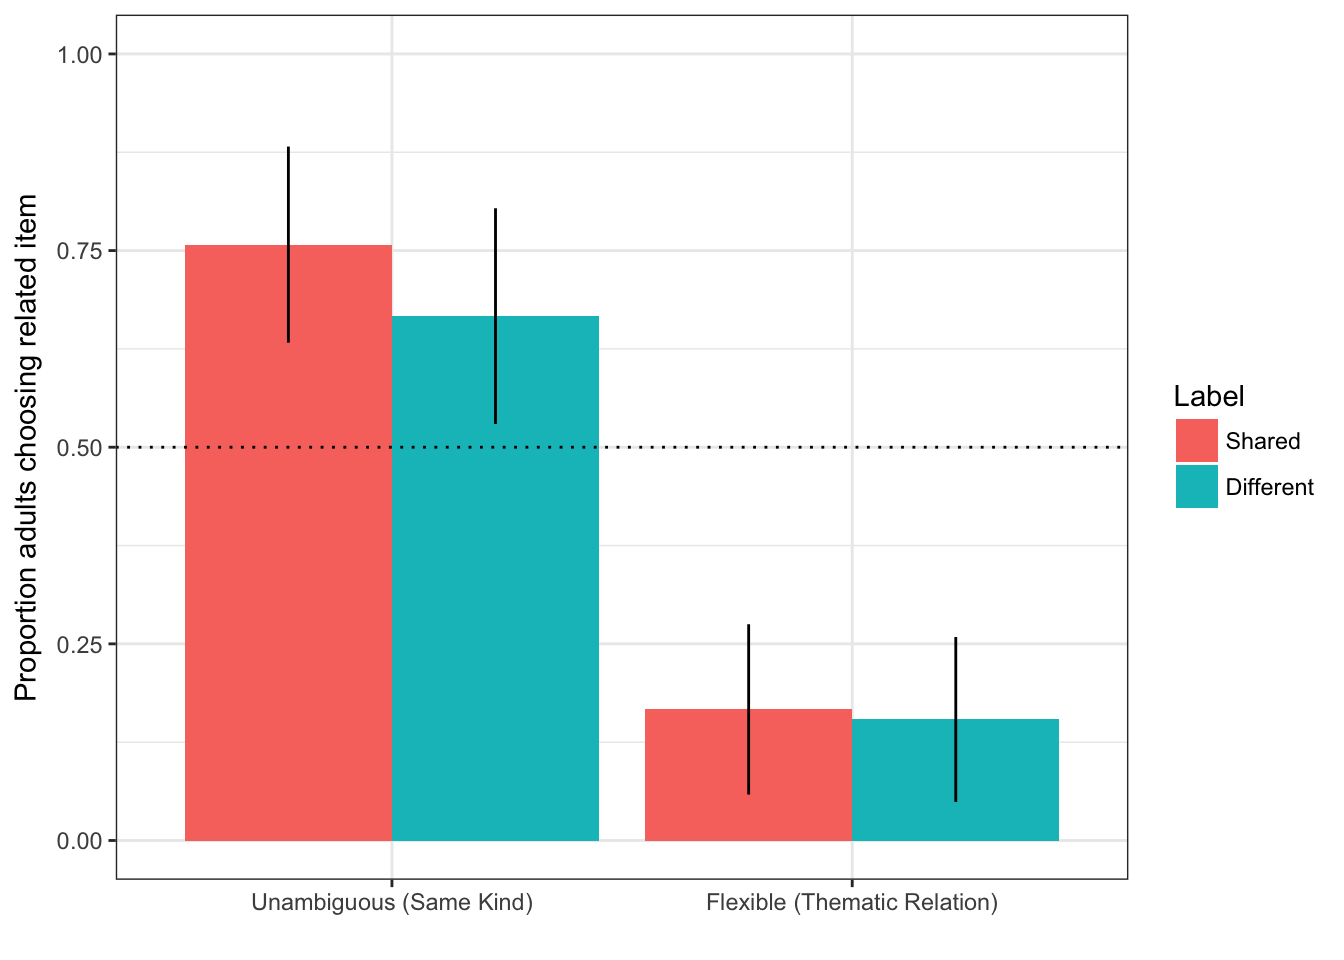 Proportion adults choosing related item
1.00
0.75
0.50
0.25
0.00
Unambiguous (Same Kind)
Flexible (Thematic Relation)
Label
Shared
Different